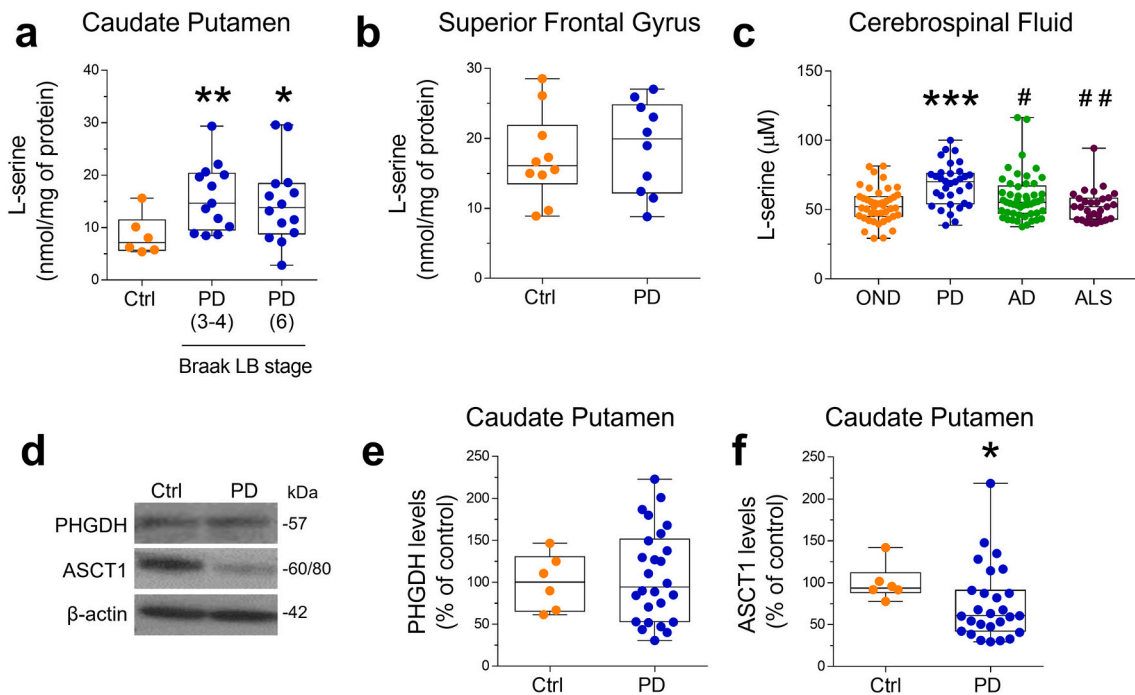 a
Caudate Putamen
L-serine
(nmol/mg of protein)
40
30
20
10
0
**
*
Ctrl
PD
(3-4)
PD
(6)
Braak LB stage
b
Superior Frontal Gyrus
L-serine
(nmol/mg of protein)
30
20
10
0
Ctrl
PD
c
Cerebrospinal Fluid
L-serine (µM)
150
100
50
0
***
#
##
OND
PD
AD
ALS
d
Ctrl
PD
kDa
PHGDH
-57
ASCT1
-60/80
β-actin
-42
e
Caudate Putamen
PHGDH levels
(% of control)
250
200
150
100
50
0
Ctrl
PD
f
Caudate Putamen
ASCT1 levels
(% of control)
250
200
150
100
50
0
*
Ctrl
PD